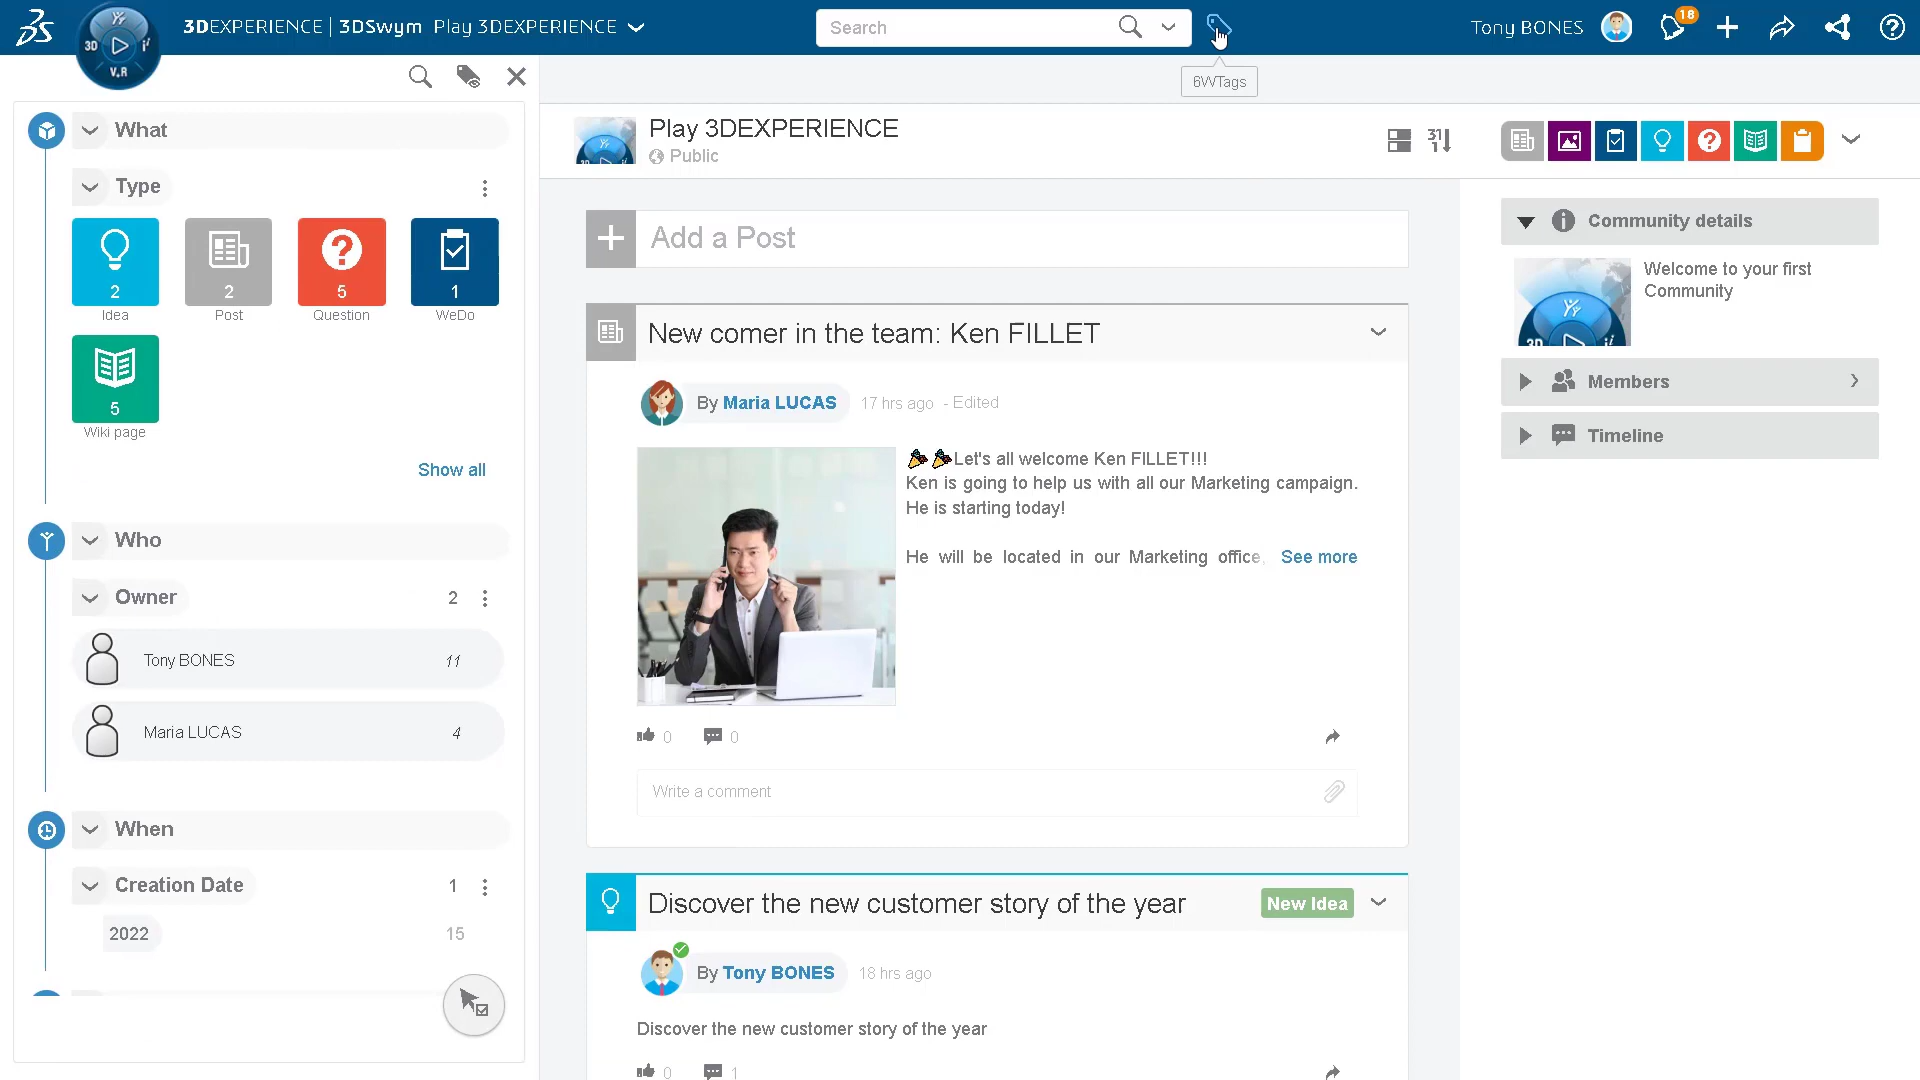 3DEXPERIENCE | 3DSwym Play 3DEXPERIENCE
Search
Tony BONES
18
3D
V.R
6WTags
What
Type
2
Idea
2
Post
5
Question
1
WeDo
5
Wiki page
Show all
Who
Owner 2
Tony BONES 11
Maria LUCAS 4
When
Creation Date 1
2022 15
Play 3DEXPERIENCE
Public
31
1
Add a Post
New comer in the team: Ken FILLET
By Maria LUCAS 17 hrs ago - Edited
Let's all welcome Ken FILLET!!!
Ken is going to help us with all our Marketing campaign.
He is starting today!
He will be located in our Marketing office, See more
0 0
Write a comment
Discover the new customer story of the year New Idea
By Tony BONES 18 hrs ago
Discover the new customer story of the year
0 1
Community details
Welcome to your first
Community
3D
Members
Timeline